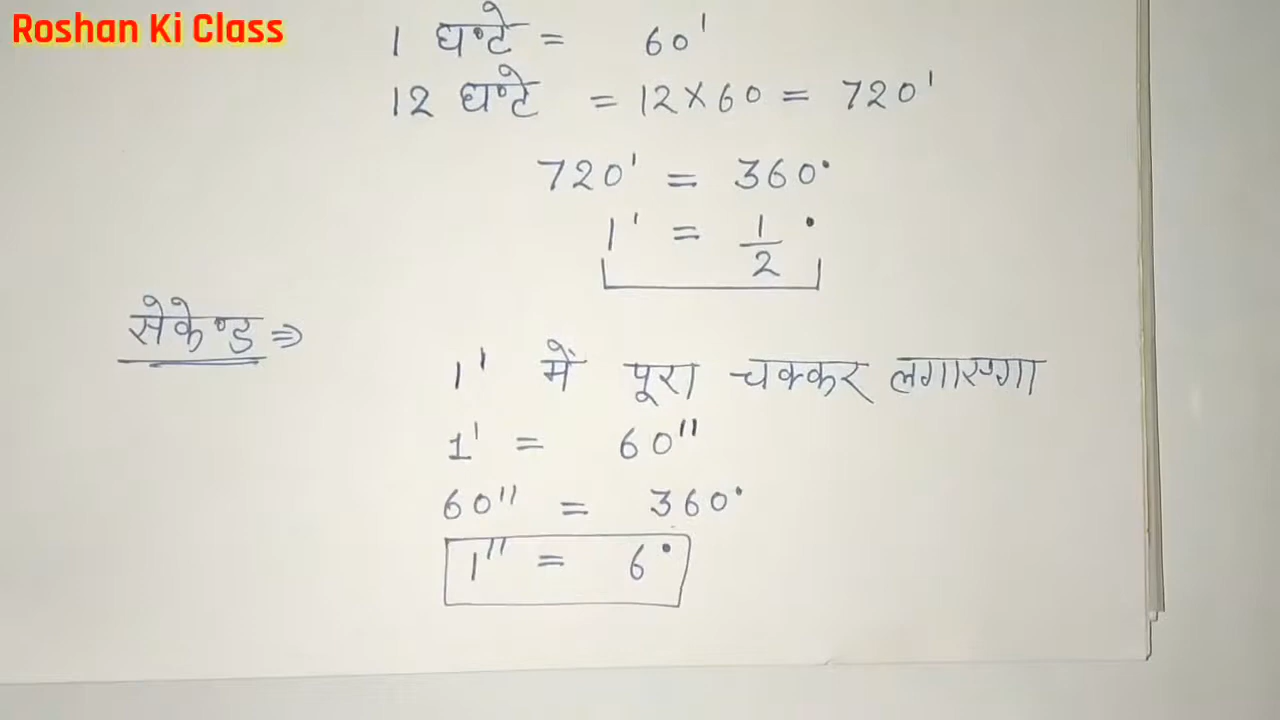 Roshan Ki Class
1 घण्टे = 60'
12 घण्टे = 12×60 = 720'
720' = 360°
1' = 1/2°
सेकेण्ड ⇒
1' में पूरा चक्कर लगाएगा
1' = 60"
60" = 360°
1" = 6°